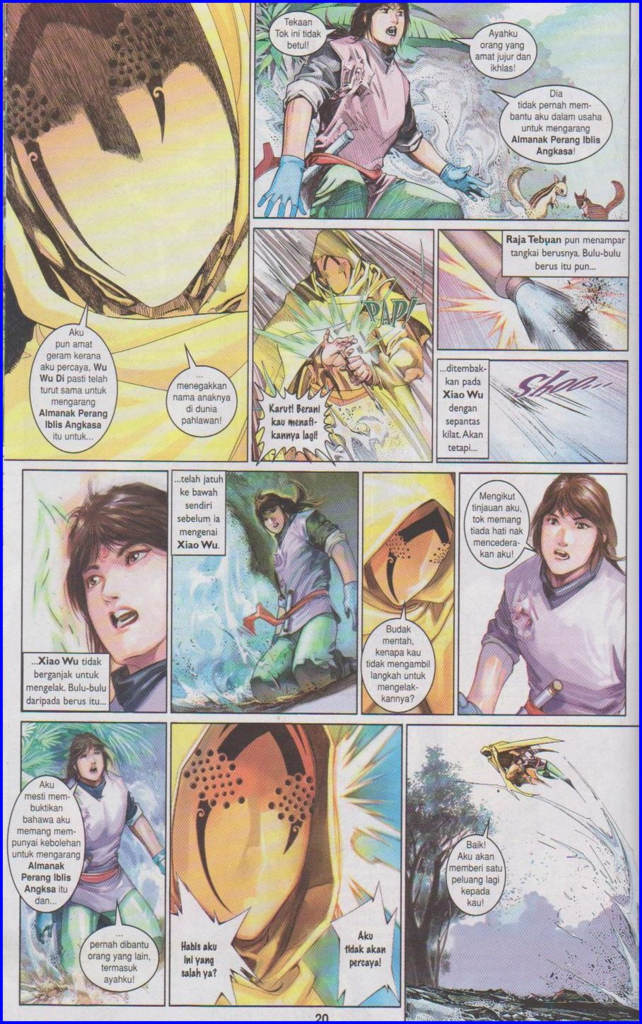 Aku
pun amat
geram kerana
aku percaya, Wu
Wu Di pasti telah
turut sama untuk
mengarang
Almanak Perang
Iblis Angkasa
itu untuk...
...
menegakkan
nama anaknya
di dunia
pahlawan!
Tekaan
Tok ini tidak
betul!
Ayahku
orang yang
amat jujur dan
ikhlas!
Dia
tidak pernah mem-
bantu aku dalam usaha
untuk mengarang
Almanak Perang Iblis
Angkasa!
PAP!
Karut! Berani
kau menafi-
kannya lagi!
Raja Tebuan pun menampar
tangkai berusnya. Bulu-bulu
berus itu pun...
...ditembak-
kan pada
Xiao Wu
dengan
sepantas
kilat. Akan
tetapi...
Shoo...
...Xiao Wu tidak
berganjak untuk
mengelak. Bulu-bulu
daripada berus itu...
...telah jatuh
ke bawah
sendiri
sebelum ia
mengenai
Xiao Wu.
Budak
mentah,
kenapa kau
tidak mengambil
langkah untuk
mengelak-
kannya?
Mengikut
tinjauan aku,
tok memang
tiada hati nak
mencedera-
kan aku!
Aku
mesti mem-
buktikan
bahawa aku
memang mem-
punyai kebolehan
untuk mengarang
Almanak
Perang Iblis
Angksa itu
dan...
...
pernah dibantu
orang yang lain,
termasuk
ayahku!
Habis aku
ini yang
salah ya?
Aku
tidak akan
percaya!
Baik!
Aku akan
memberi satu
peluang lagi
kepada
kau!
20